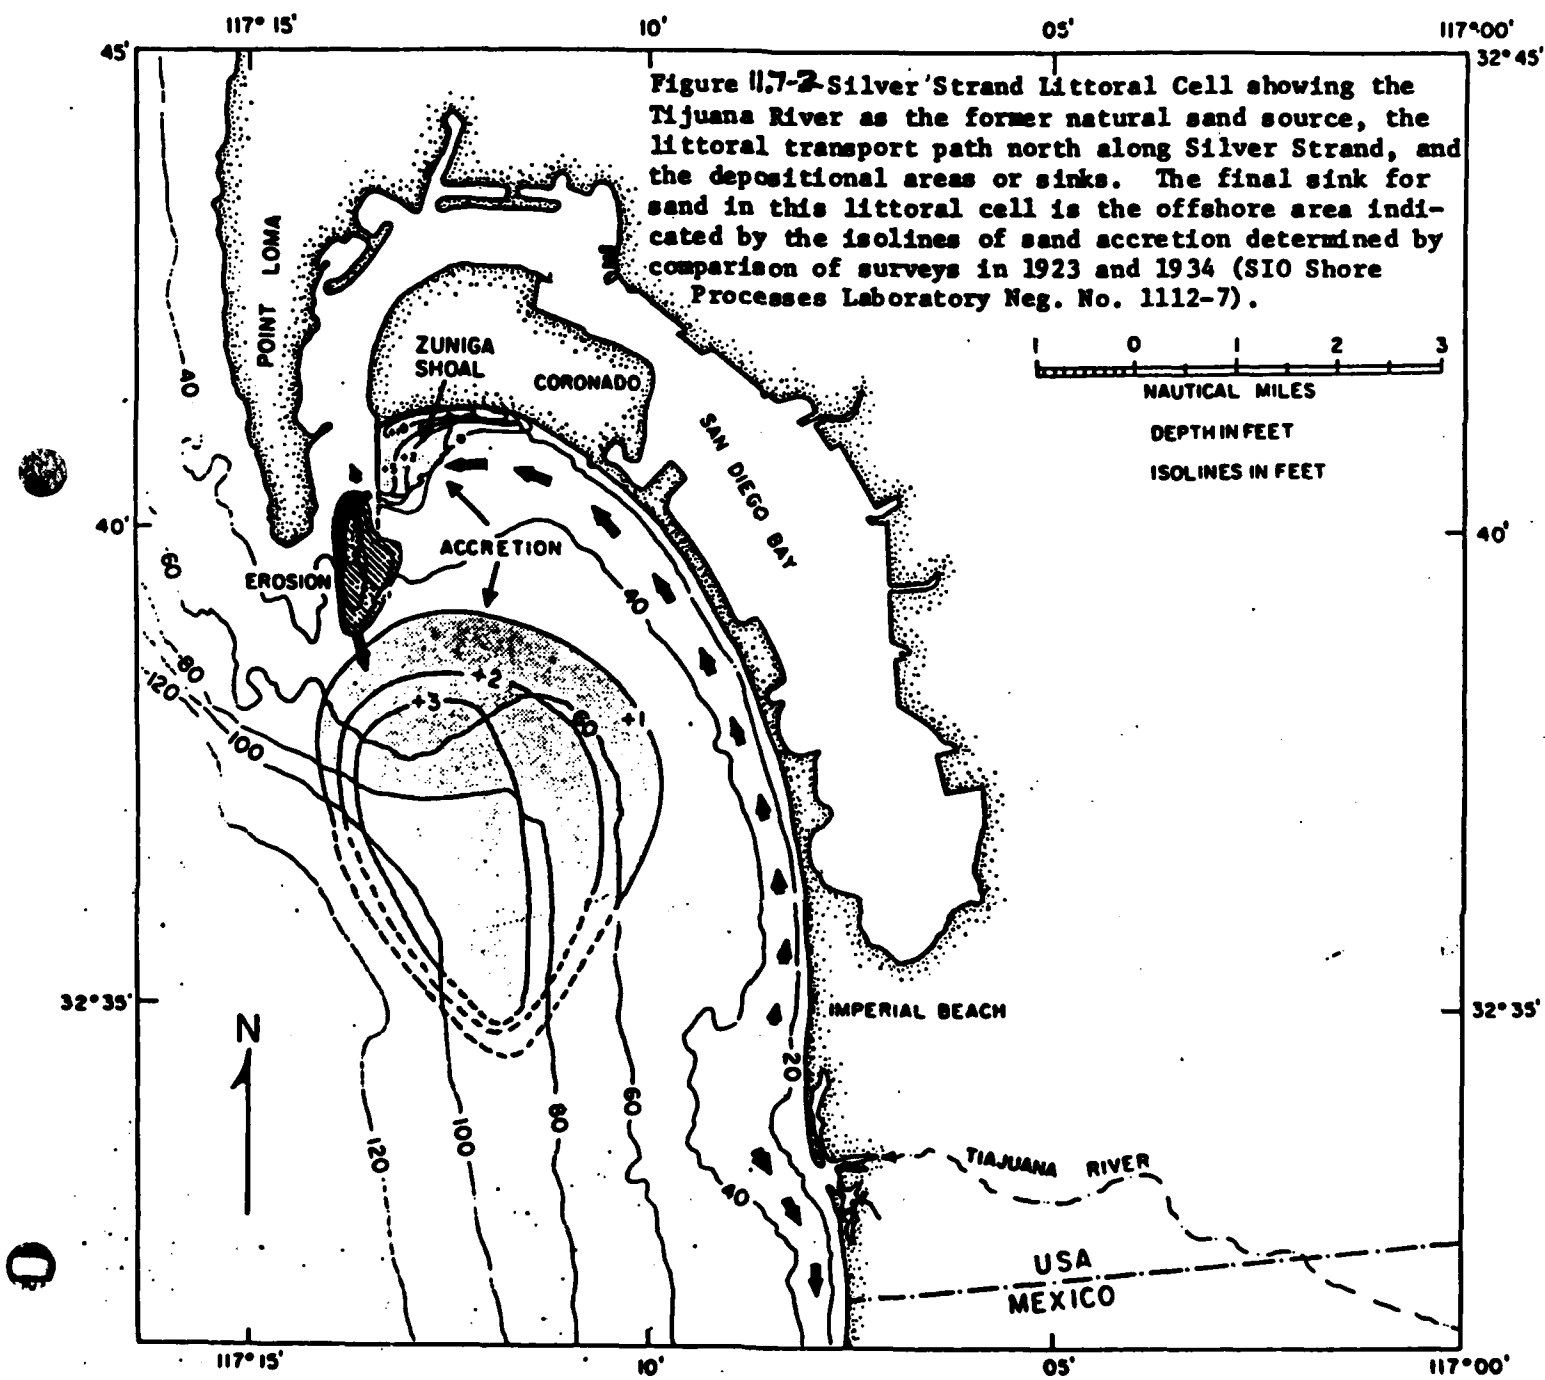 117° 15'
10'
05'
117°00'
45'
32°45'
Figure 11.7-2 Silver Strand Littoral Cell showing the
Tijuana River as the former natural sand source, the
littoral transport path north along Silver Strand, and
the depositional areas or sinks. The final sink for
sand in this littoral cell is the offshore area indi-
cated by the isolines of sand accretion determined by
comparison of surveys in 1923 and 1934 (SIO Shore
Processes Laboratory Neg. No. 1112-7).
POINT LOMA
ZUNIGA
SHOAL
CORONADO
1 0 1 2 3
NAUTICAL MILES
DEPTH IN FEET
ISOLINES IN FEET
40
SAN DIEGO BAY
40'
40'
60
ACCRETION
EROSION
40
80
120
100
+2
+3
60
+1
32°35'
32°35'
IMPERIAL BEACH
N
20
60
80
100
120
40
TIAJUANA RIVER
USA
MEXICO
117° 15'
10'
05'
117°00'